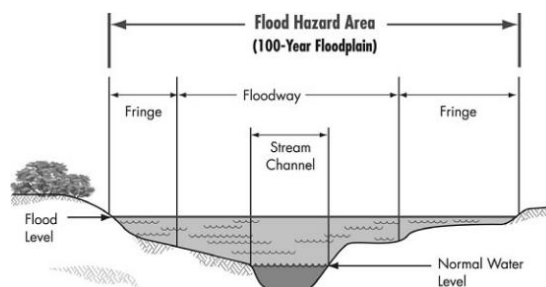 Flood Hazard Area
(100-Year Floodplain)
Floodway
Fringe
Fringe
Stream
Channel
Flood
Level
Normal Water
Level